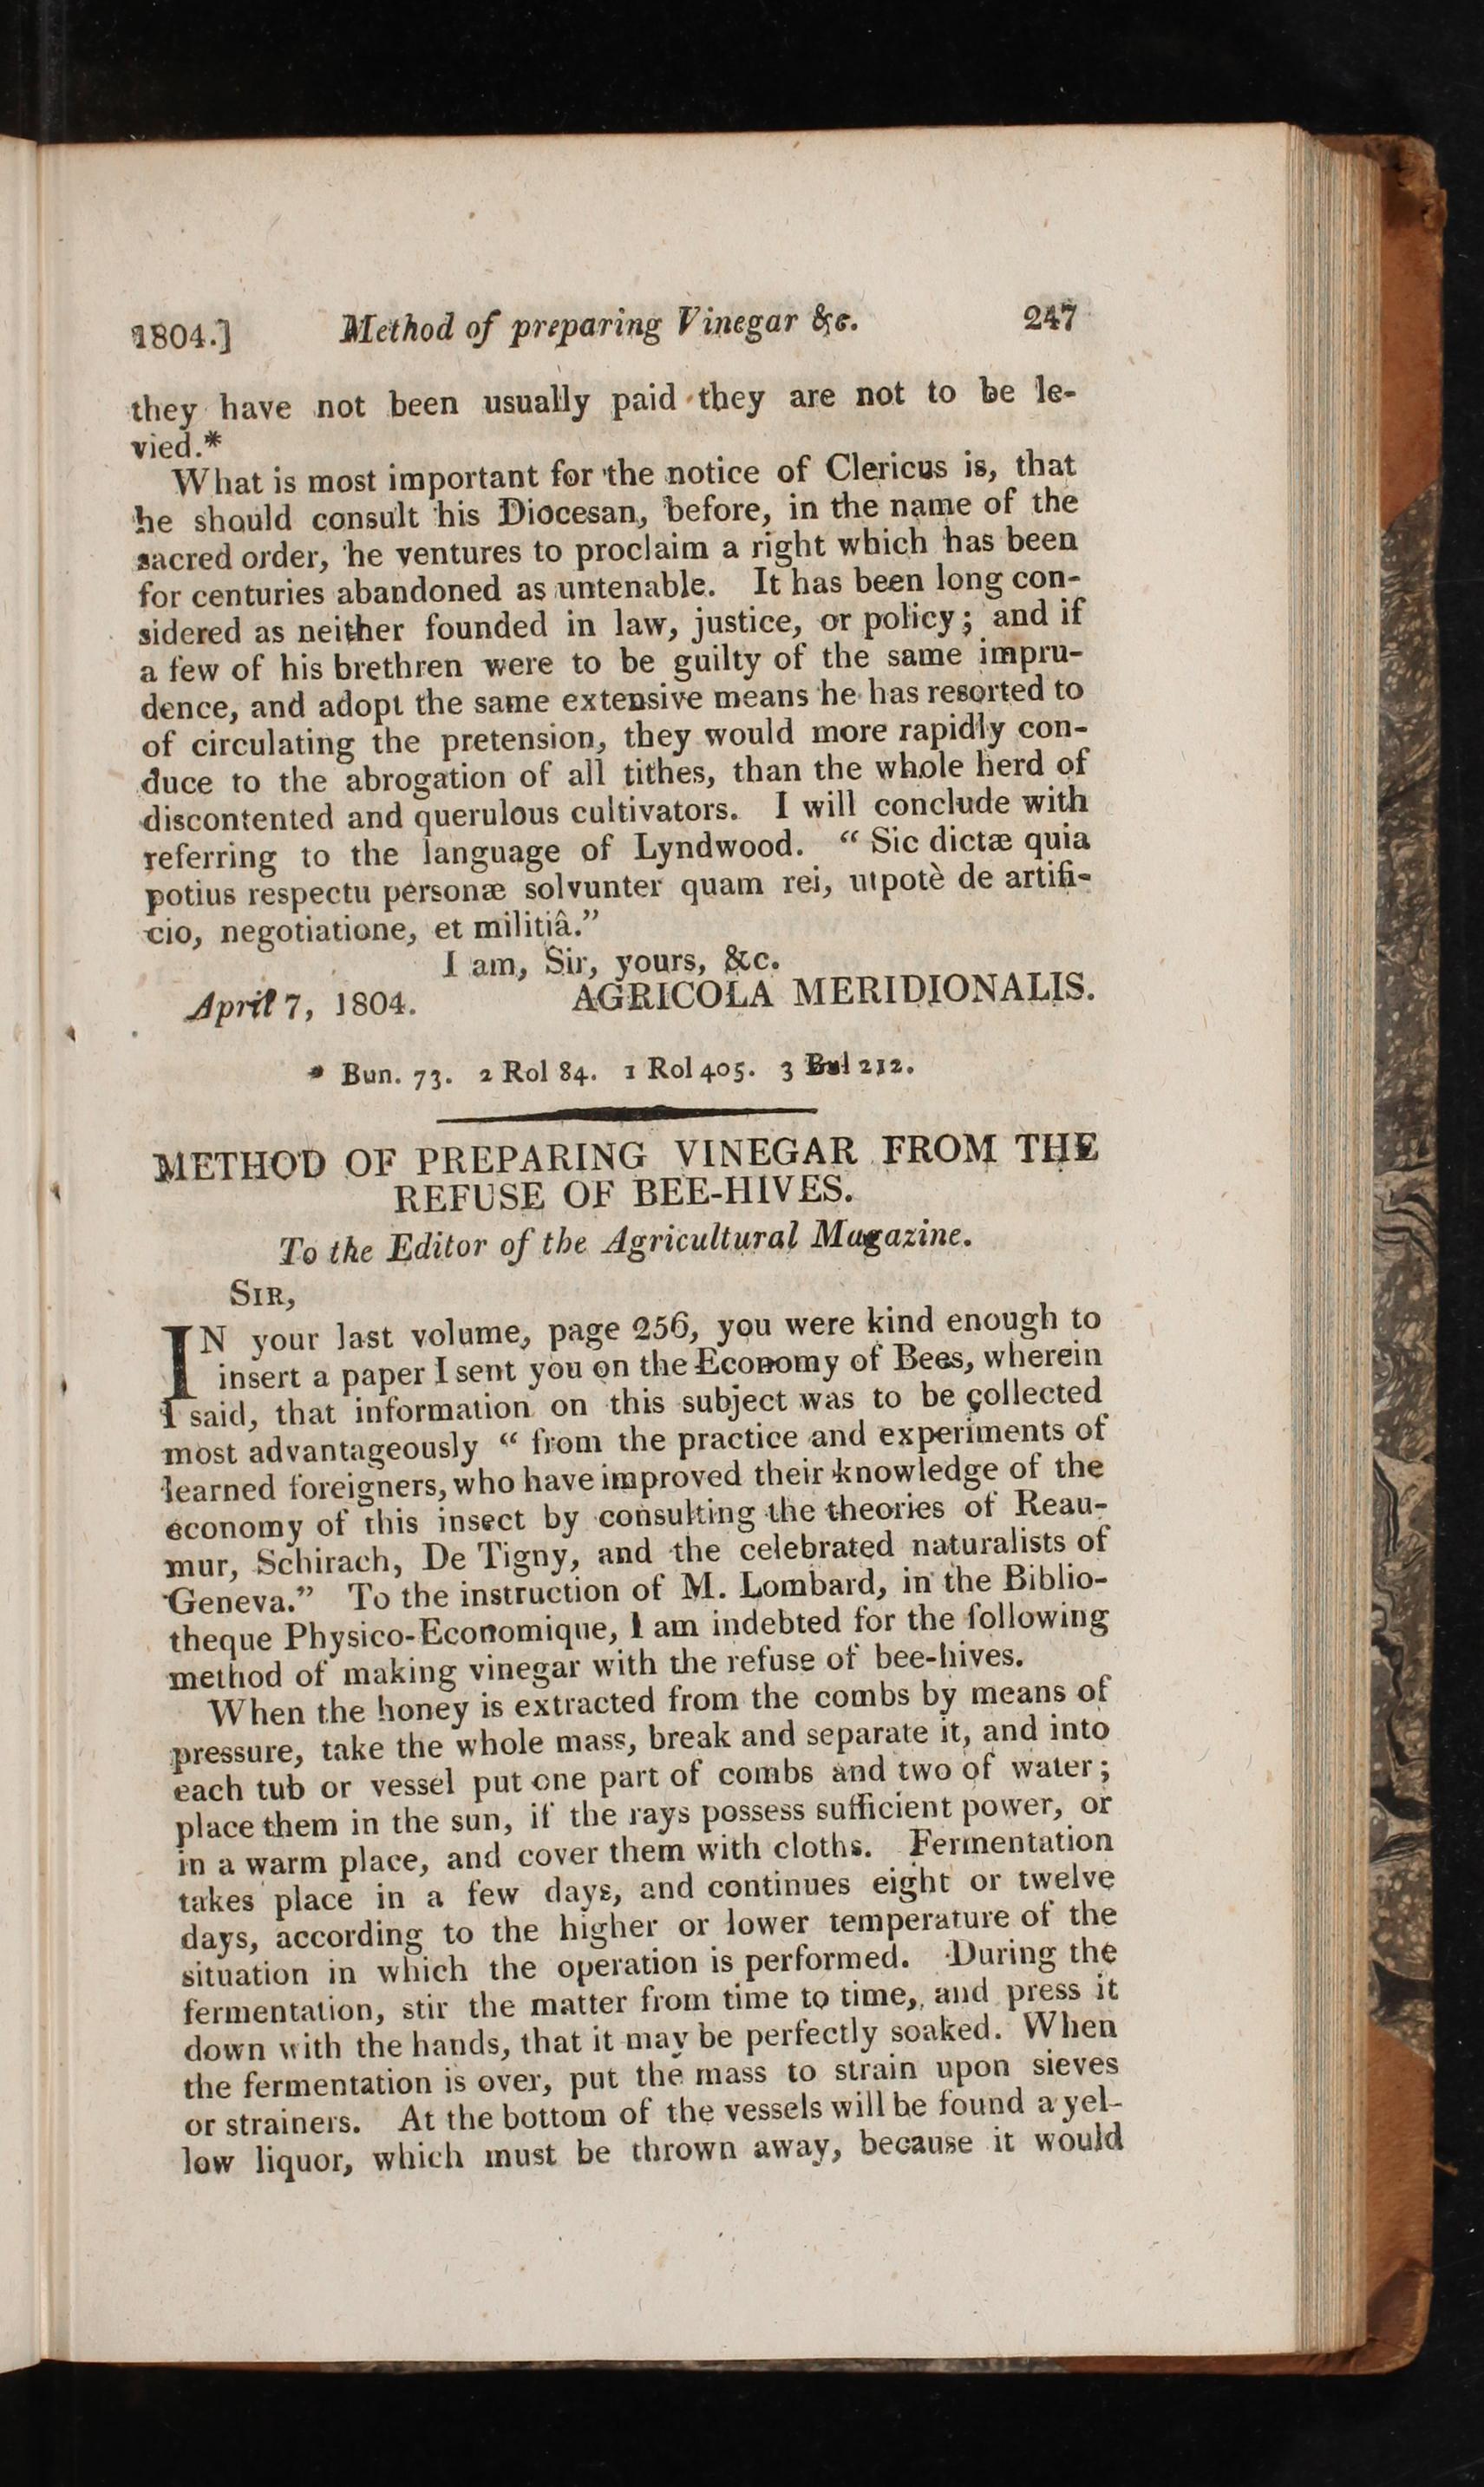 1804.] Method of preparing Vinegar &c. 247
they have not been usually paid they are not to be le-
vied.*
What is most important for the notice of Clericus is, that
he should consult his Diocesan, before, in the name of the
sacred order, he ventures to proclaim a right which has been
for centuries abandoned as untenable. It has been long con-
sidered as neither founded in law, justice, or policy; and if
a few of his brethren were to be guilty of the same impru-
dence, and adopt the same extensive means he has resorted to
of circulating the pretension, they would more rapidly con-
duce to the abrogation of all tithes, than the whole herd of
discontented and querulous cultivators. I will conclude with
referring to the language of Lyndwood. “ Sic dictæ quia
potius respectu personæ solvunter quam rei, utpotè de artifi-
cio, negotiatione, et militiâ.”
I am, Sir, yours, &c.
April 7, 1804. AGRICOLA MERIDIONALIS.
* Bun. 73. 2 Rol 84. 1 Rol 405. 3 Bul 212.
METHOD OF PREPARING VINEGAR FROM THE
REFUSE OF BEE-HIVES.
To the Editor of the Agricultural Magazine.
SIR,
IN your last volume, page 256, you were kind enough to
insert a paper I sent you on the Economy of Bees, wherein
I said, that information on this subject was to be collected
most advantageously “ from the practice and experiments of
learned foreigners, who have improved their knowledge of the
economy of this insect by consulting the theories of Reau-
mur, Schirach, De Tigny, and the celebrated naturalists of
Geneva.” To the instruction of M. Lombard, in the Biblio-
theque Physico-Economique, I am indebted for the following
method of making vinegar with the refuse of bee-hives.
When the honey is extracted from the combs by means of
pressure, take the whole mass, break and separate it, and into
each tub or vessel put one part of combs and two of water;
place them in the sun, if the rays possess sufficient power, or
in a warm place, and cover them with cloths. Fermentation
takes place in a few days, and continues eight or twelve
days, according to the higher or lower temperature of the
situation in which the operation is performed. During the
fermentation, stir the matter from time to time, and press it
down with the hands, that it may be perfectly soaked. When
the fermentation is over, put the mass to strain upon sieves
or strainers. At the bottom of the vessels will be found a yel-
low liquor, which must be thrown away, because it would